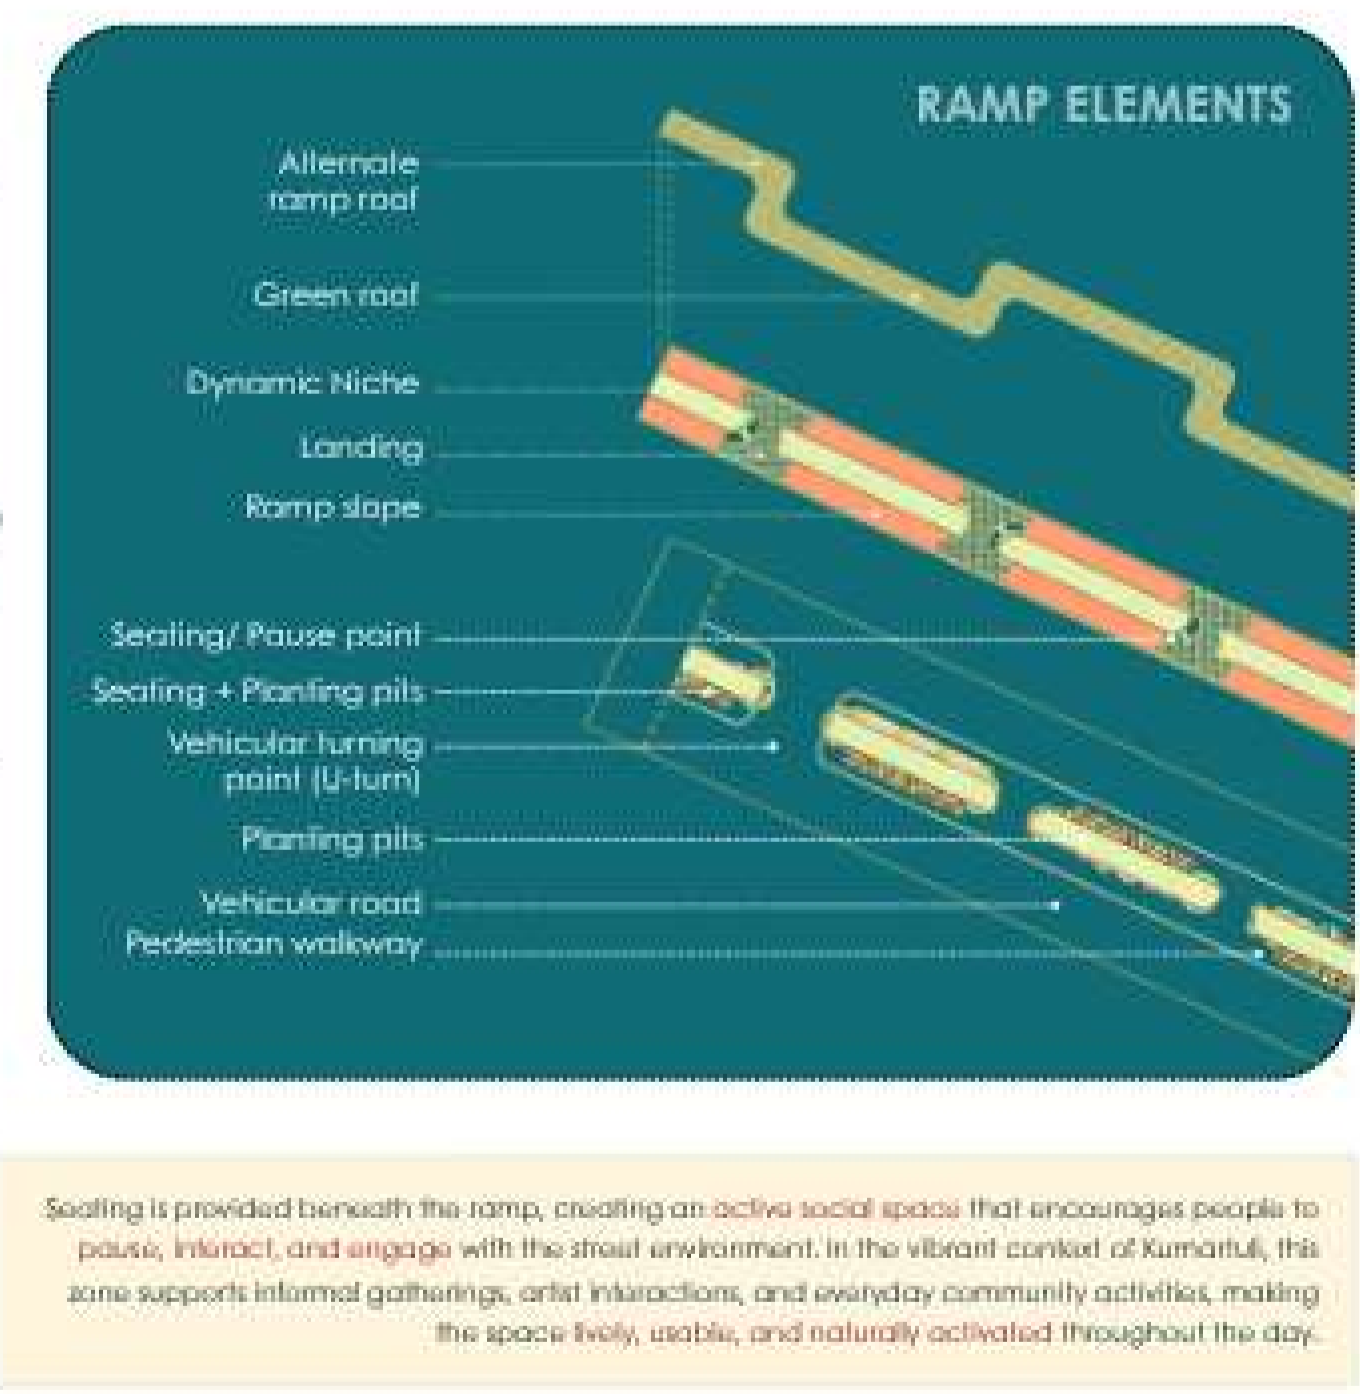 RAMP ELEMENTS
Alternate
ramp roof
Green roof
Dynamic Niche
Landing
Ramp slope
Seating/ Pause point
Seating + Planting pits
Vehicular turning
point (U-turn)
Planting pits
Vehicular road
Pedestrian walkway
Seating is provided beneath the ramp, creating an active social space that encourages people to
pause, interact, and engage with the street environment. In the vibrant context of Kumartuli, this
zone supports informal gatherings, artist interactions, and everyday community activities, making
the space lively, usable, and naturally activated throughout the day.